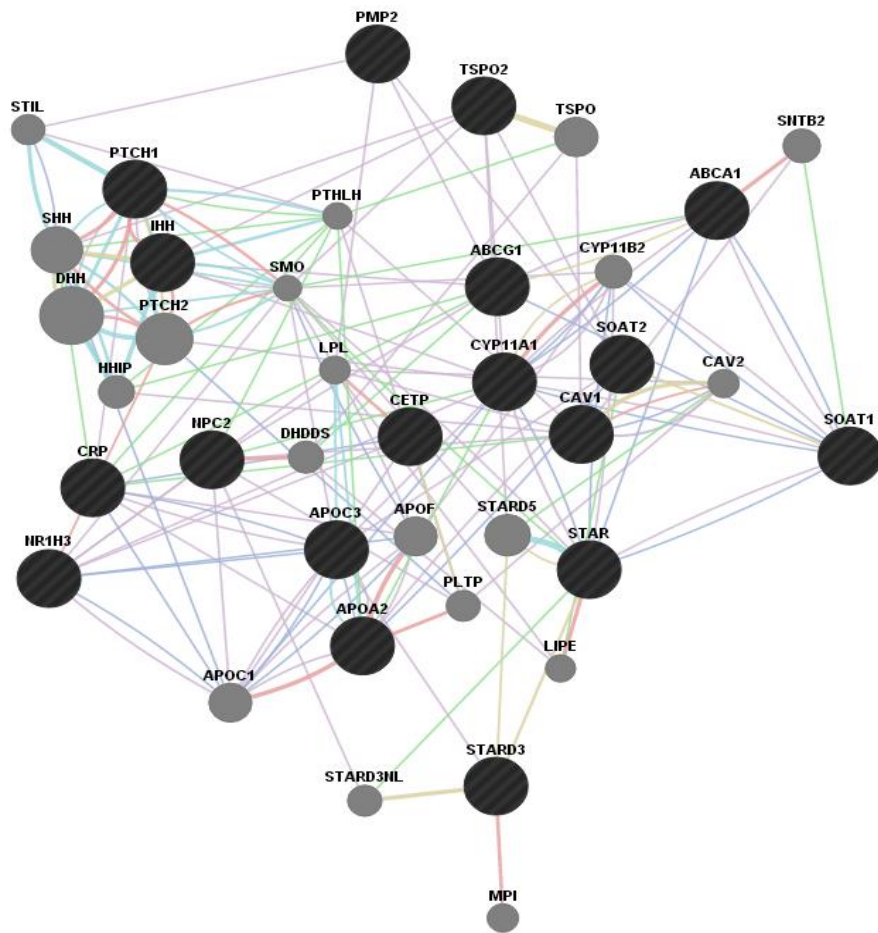 PMP2
TSPO2
TSPO
STIL
SNTB2
PTCH1
ABCA1
PTHLH
SHH
IHH
ABCG1
CYP11B2
SMO
DHH
PTCH2
SOAT2
LPL
CYP11A1
HHIP
CAV2
CETP
CAV1
SOAT1
NPC2
DHDDS
CRP
APOC3
APOF
STARD5
STAR
NR1H3
PLTP
APOA2
LIPE
APOC1
STARD3
STARD3NL
MPI